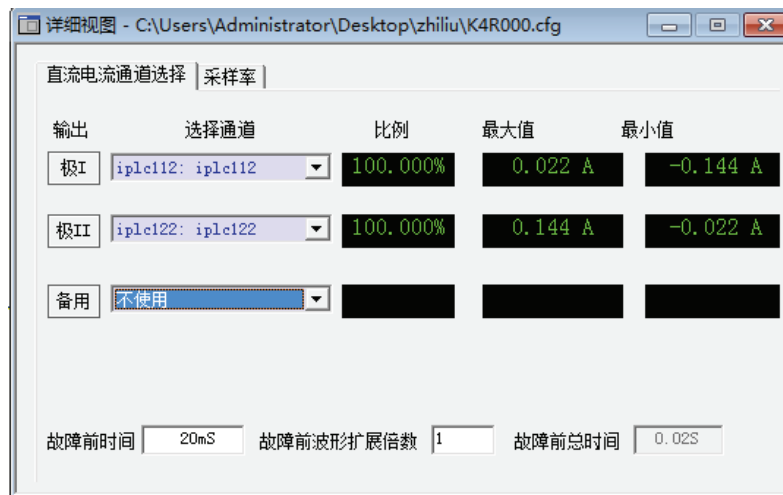 详细视图 - C:\Users\Administrator\Desktop\zhiliu\K4R000.cfg
直流电流通道选择 采样率
输出 选择通道 比例 最大值 最小值
极I iplc112: iplc112 100.000% 0.022 A -0.144 A
极II iplc122: iplc122 100.000% 0.144 A -0.022 A
备用 不使用
故障前时间 20mS 故障前波形扩展倍数 1 故障前总时间 0.02S